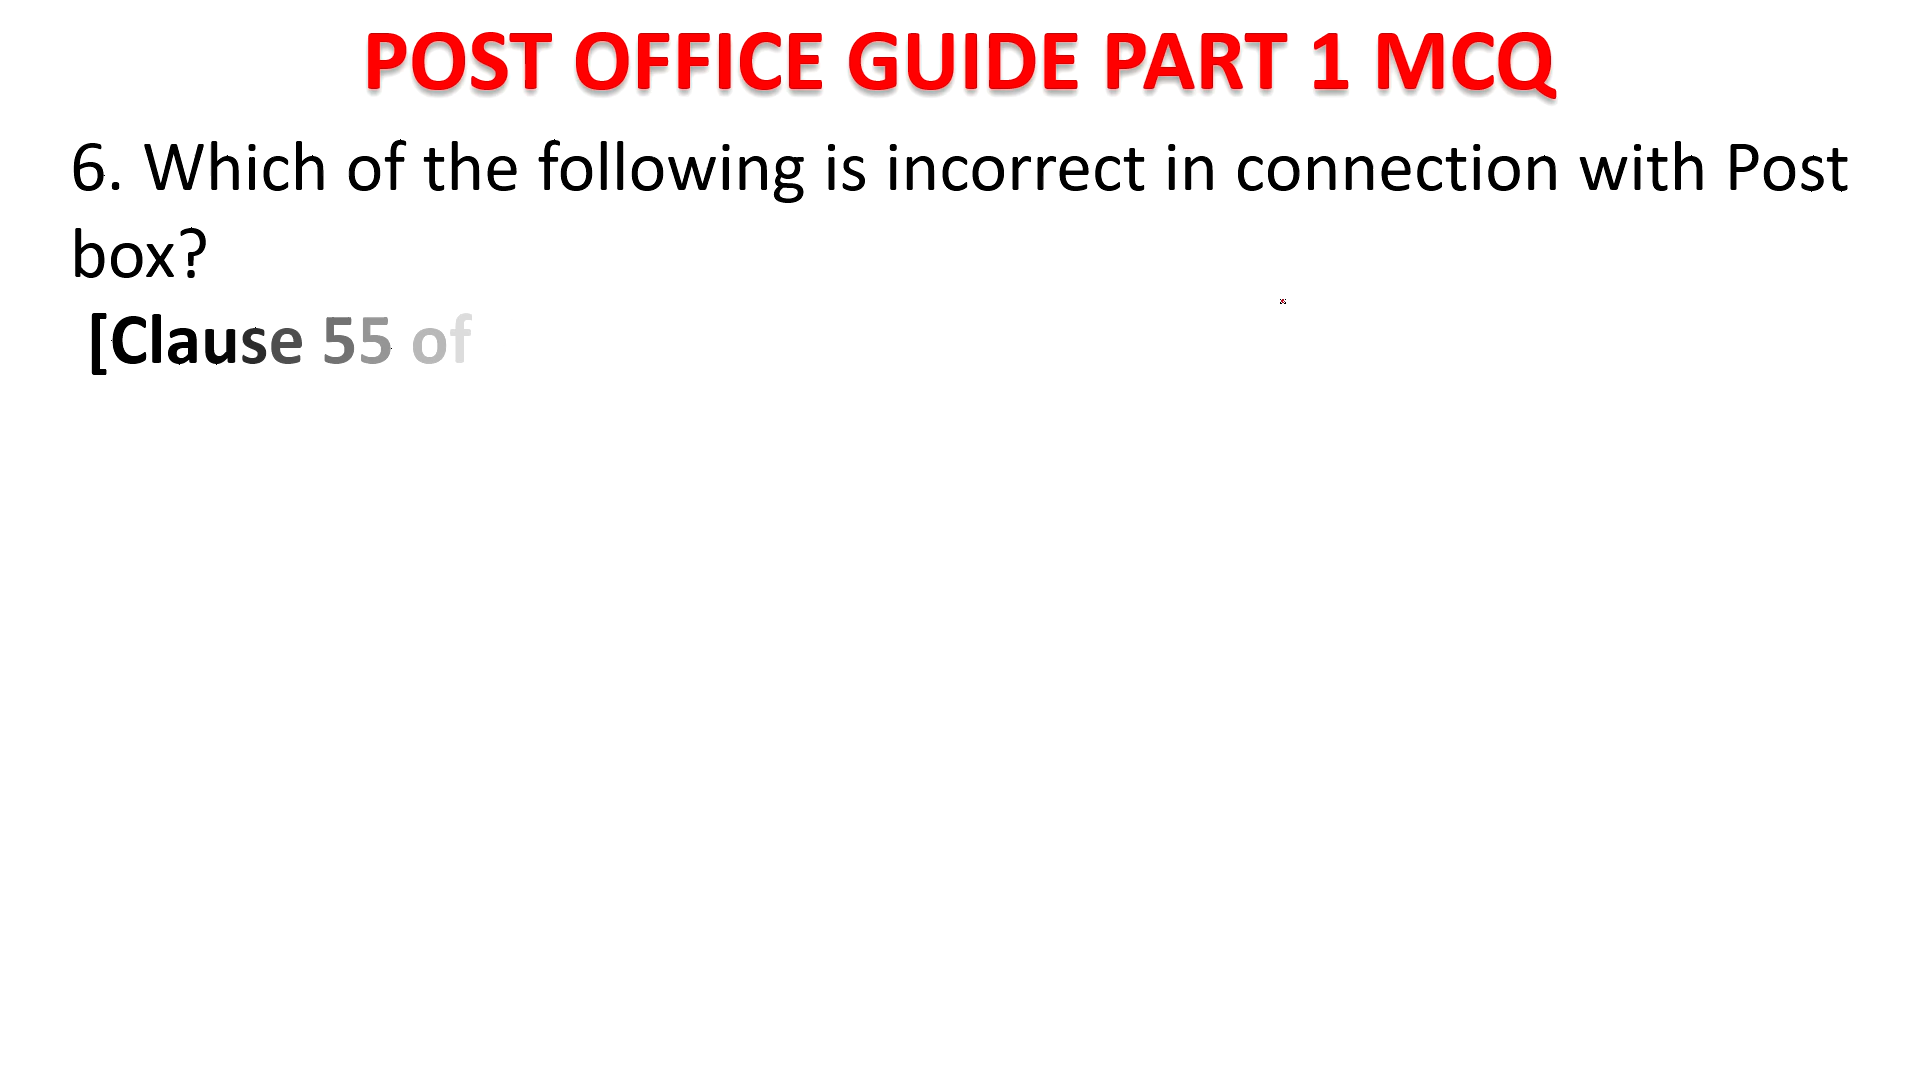 POST OFFICE GUIDE PART 1 MCQ
6. Which of the following is incorrect in connection with Post
box?
[Clause 55 of